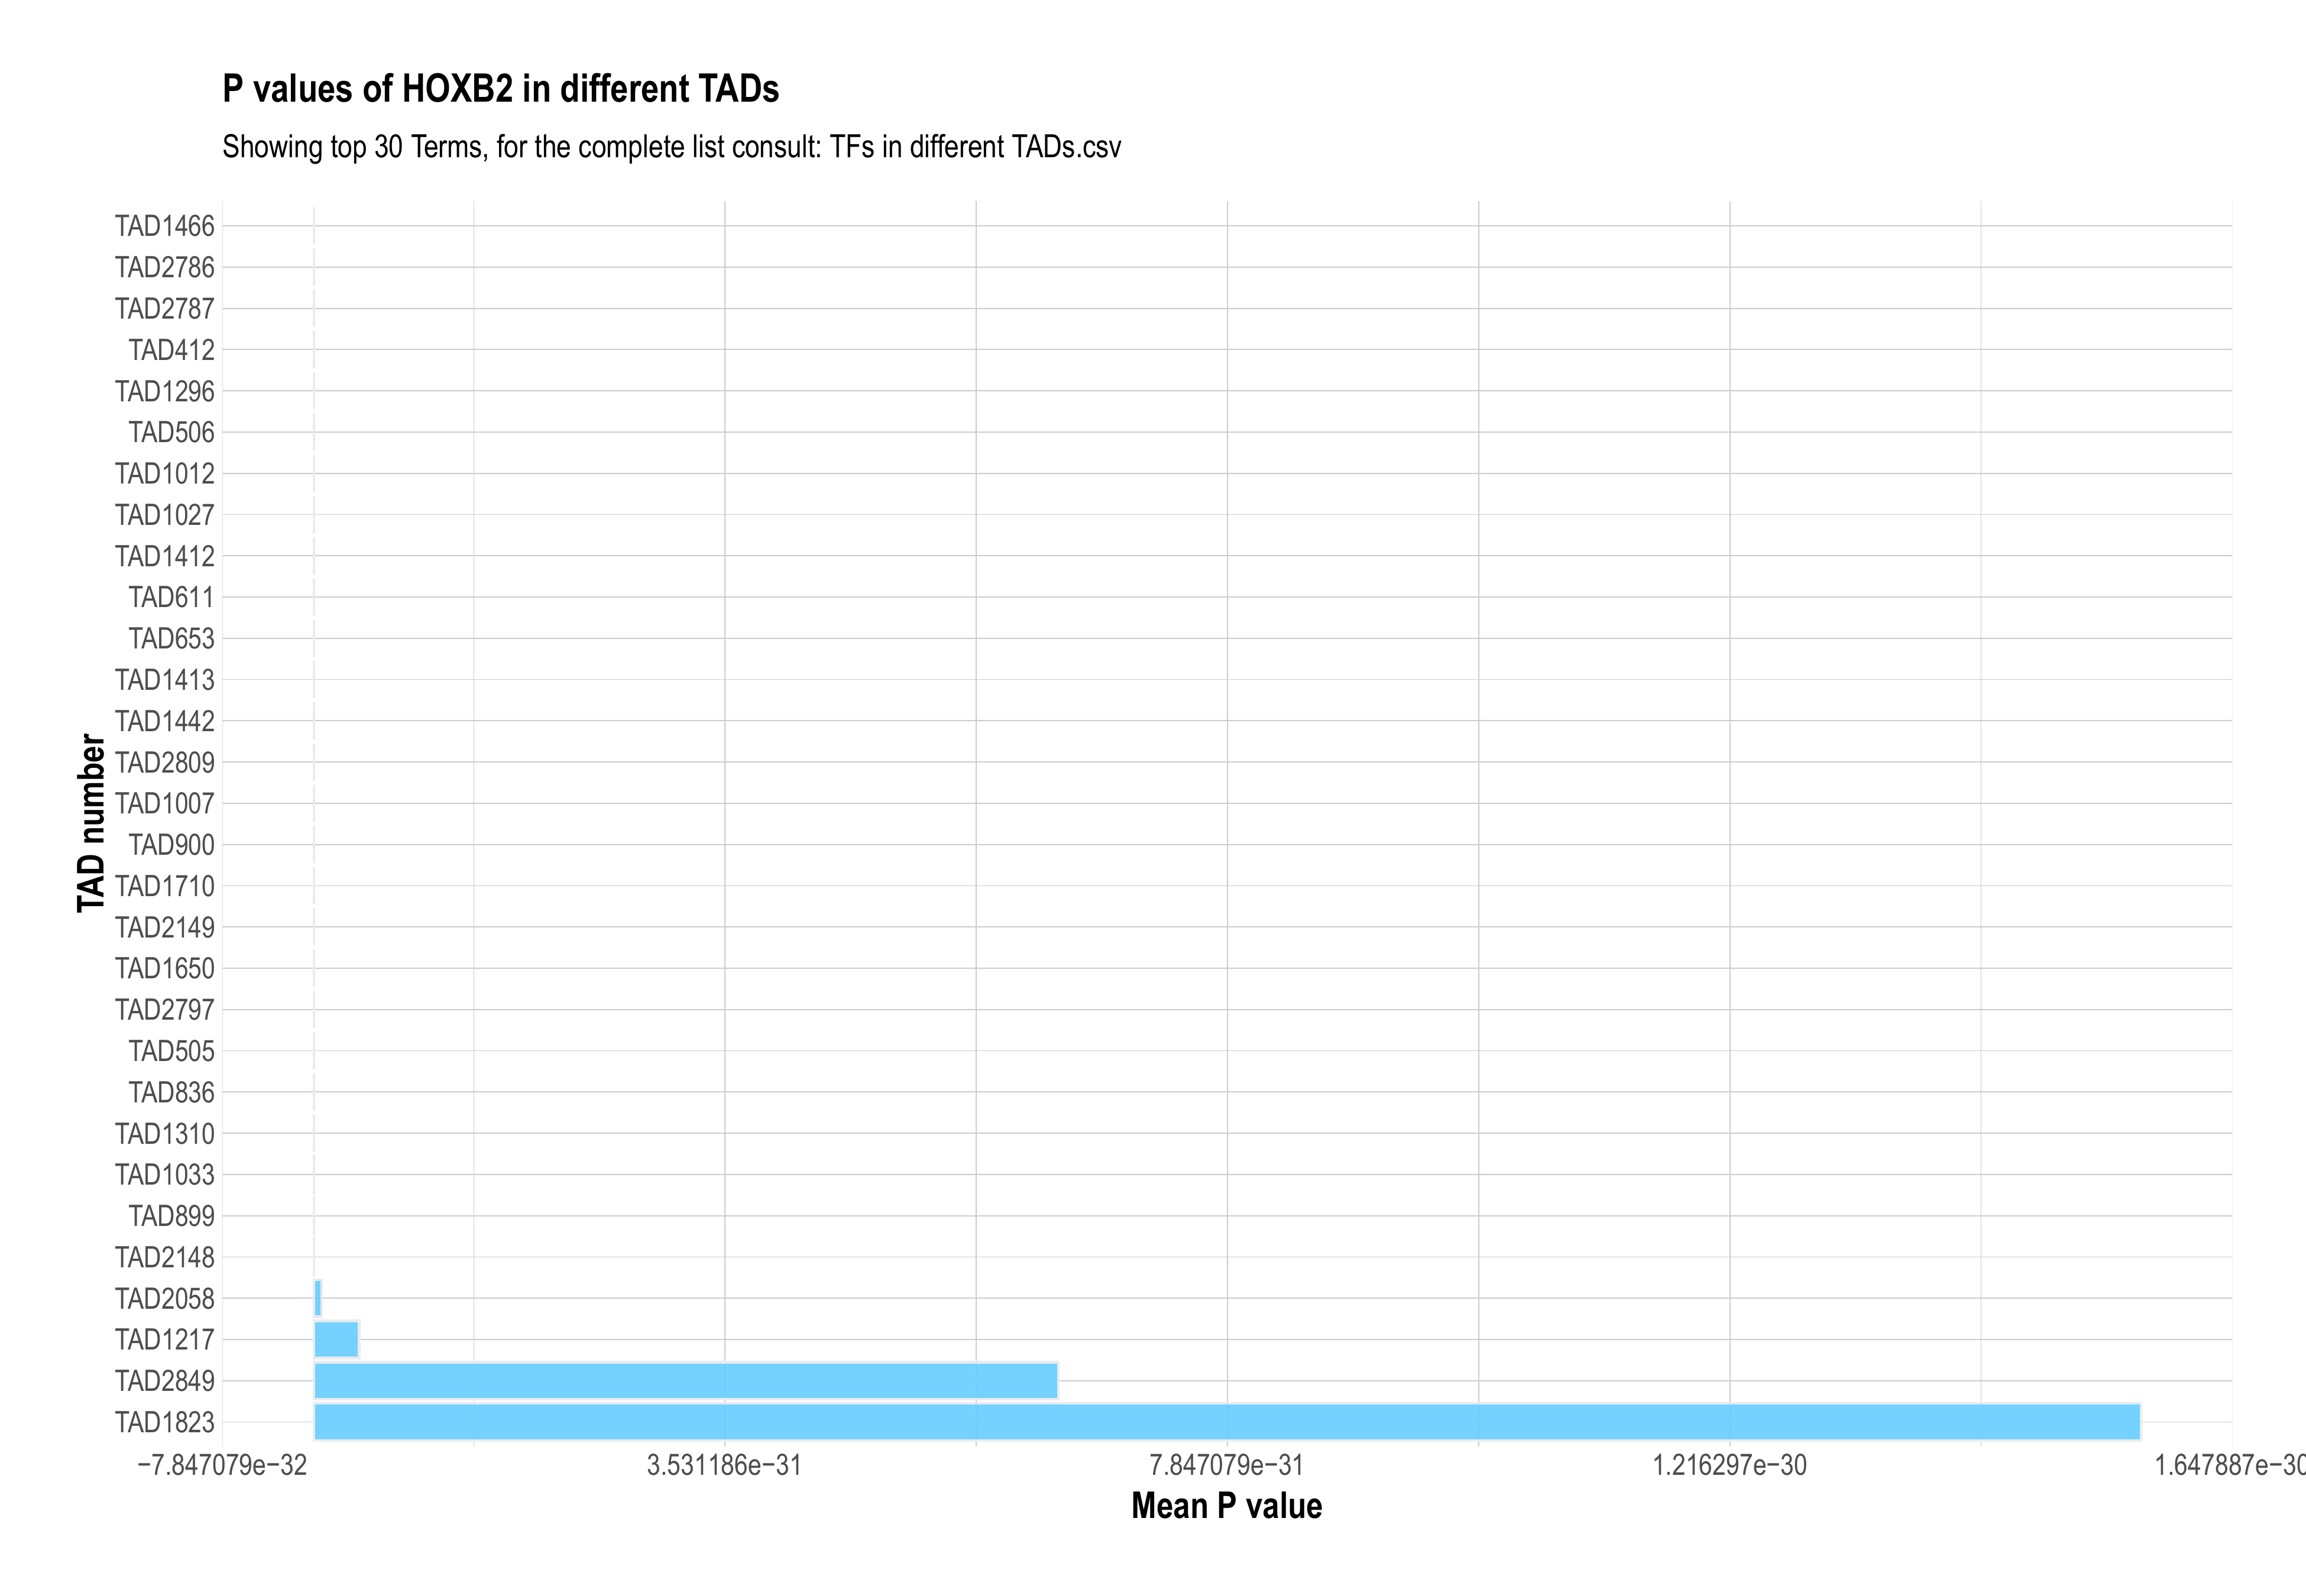 P values of HOXB2 in different TADs
Showing top 30 Terms, for the complete list consult: TFs in different TADs.csv
TAD number
TAD1466
TAD2786
TAD2787
TAD412
TAD1296
TAD506
TAD1012
TAD1027
TAD1412
TAD611
TAD653
TAD1413
TAD1442
TAD2809
TAD1007
TAD900
TAD1710
TAD2149
TAD1650
TAD2797
TAD505
TAD836
TAD1310
TAD1033
TAD899
TAD2148
TAD2058
TAD1217
TAD2849
TAD1823
−7.847079e−32 3.531186e−31 7.847079e−31 1.216297e−30 1.647887e−30
Mean P value